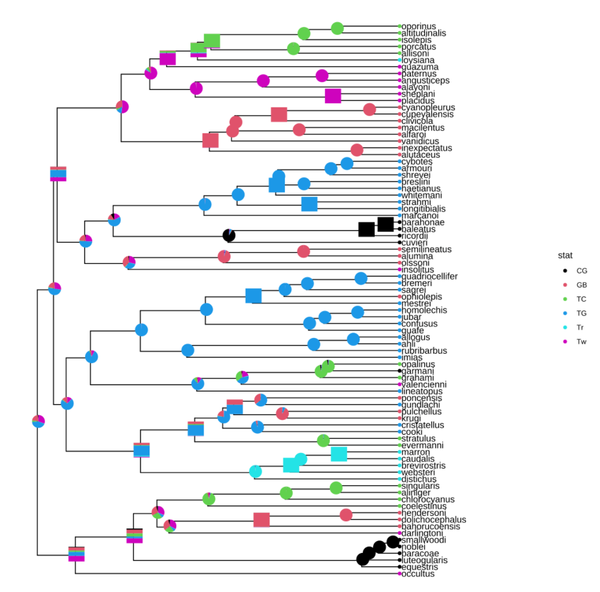 oporinus
altitudinalis
isolepis
porcatus
allisoni
loysiana
guazuma
paternus
angusticeps
alayoni
sheplani
placidus
cyanopleurus
cupeyalensis
clivicola
macilentus
alfaroi
vanidicus
inexpectatus
alutaceus
cybotes
armouri
shrevei
breslini
haetianus
whitemani
strahmi
longitibialis
marcanoi
barahonae
baleatus
ricordii
cuvieri
semilineatus
alumina
olssoni
insolitus
quadriocellifer
bremeri
sagrei
ophiolepis
mestrei
homolechis
jubar
confusus
guafe
allogus
ahli
rubribarbus
imias
opalinus
garmani
grahami
valencienni
lineatopus
poncensis
gundlachi
pulchellus
krugi
cristatellus
cooki
stratulus
evermanni
marron
caudalis
brevirostris
websteri
distichus
singularis
aliniger
chlorocyanus
coelestinus
hendersoni
dolichocephalus
bahorucoensis
darlingtoni
smallwoodi
noblei
baracoae
luteogularis
equestris
occultus
stat
CG
GB
TC
TG
Tr
Tw